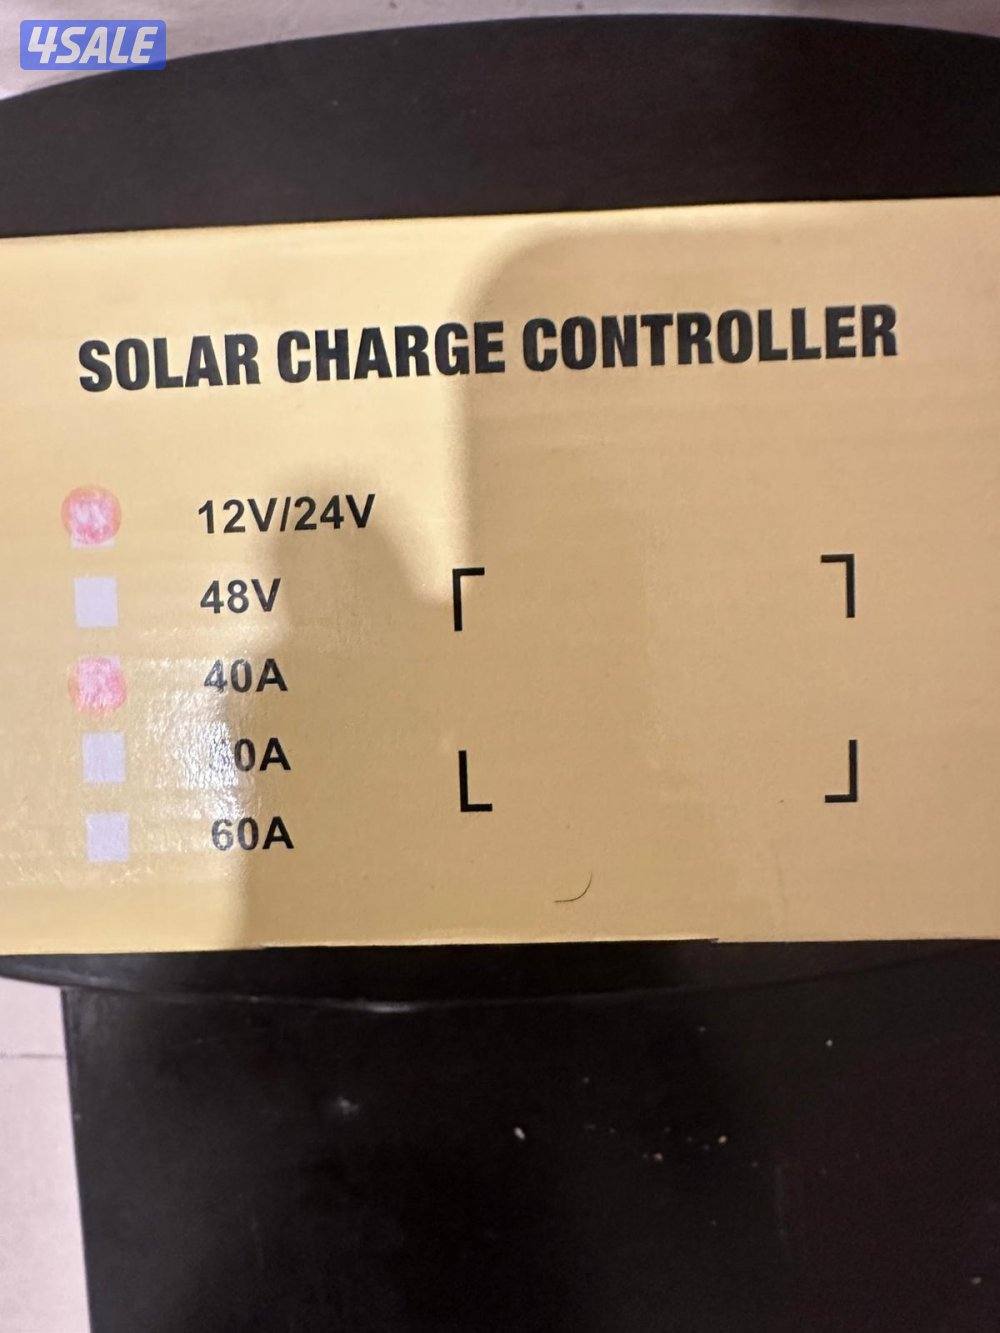 4SALE
SOLAR CHARGE CONTROLLER
12V/24V
48V
40A
60A